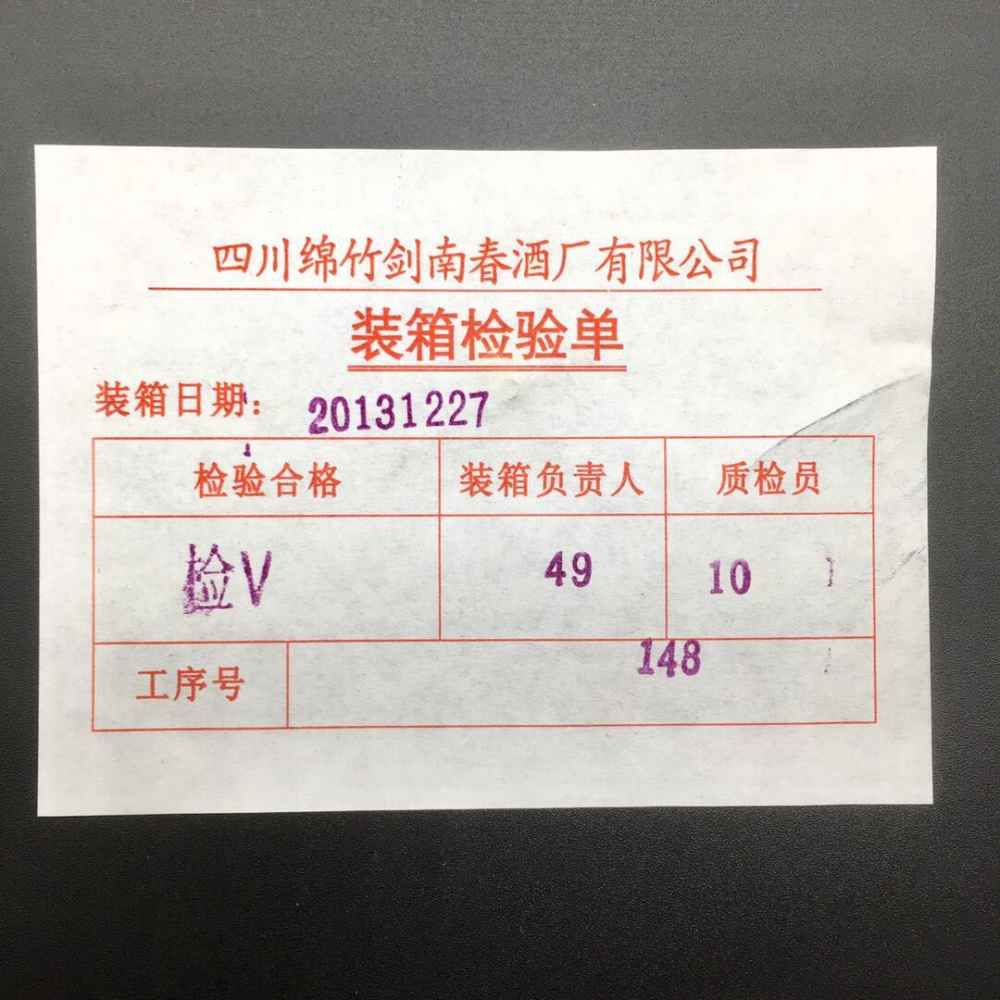 四川绵竹剑南春酒厂有限公司
装箱检验单
装箱日期： 20131227
检验合格 装箱负责人 质检员
检V 49 10
工序号 148